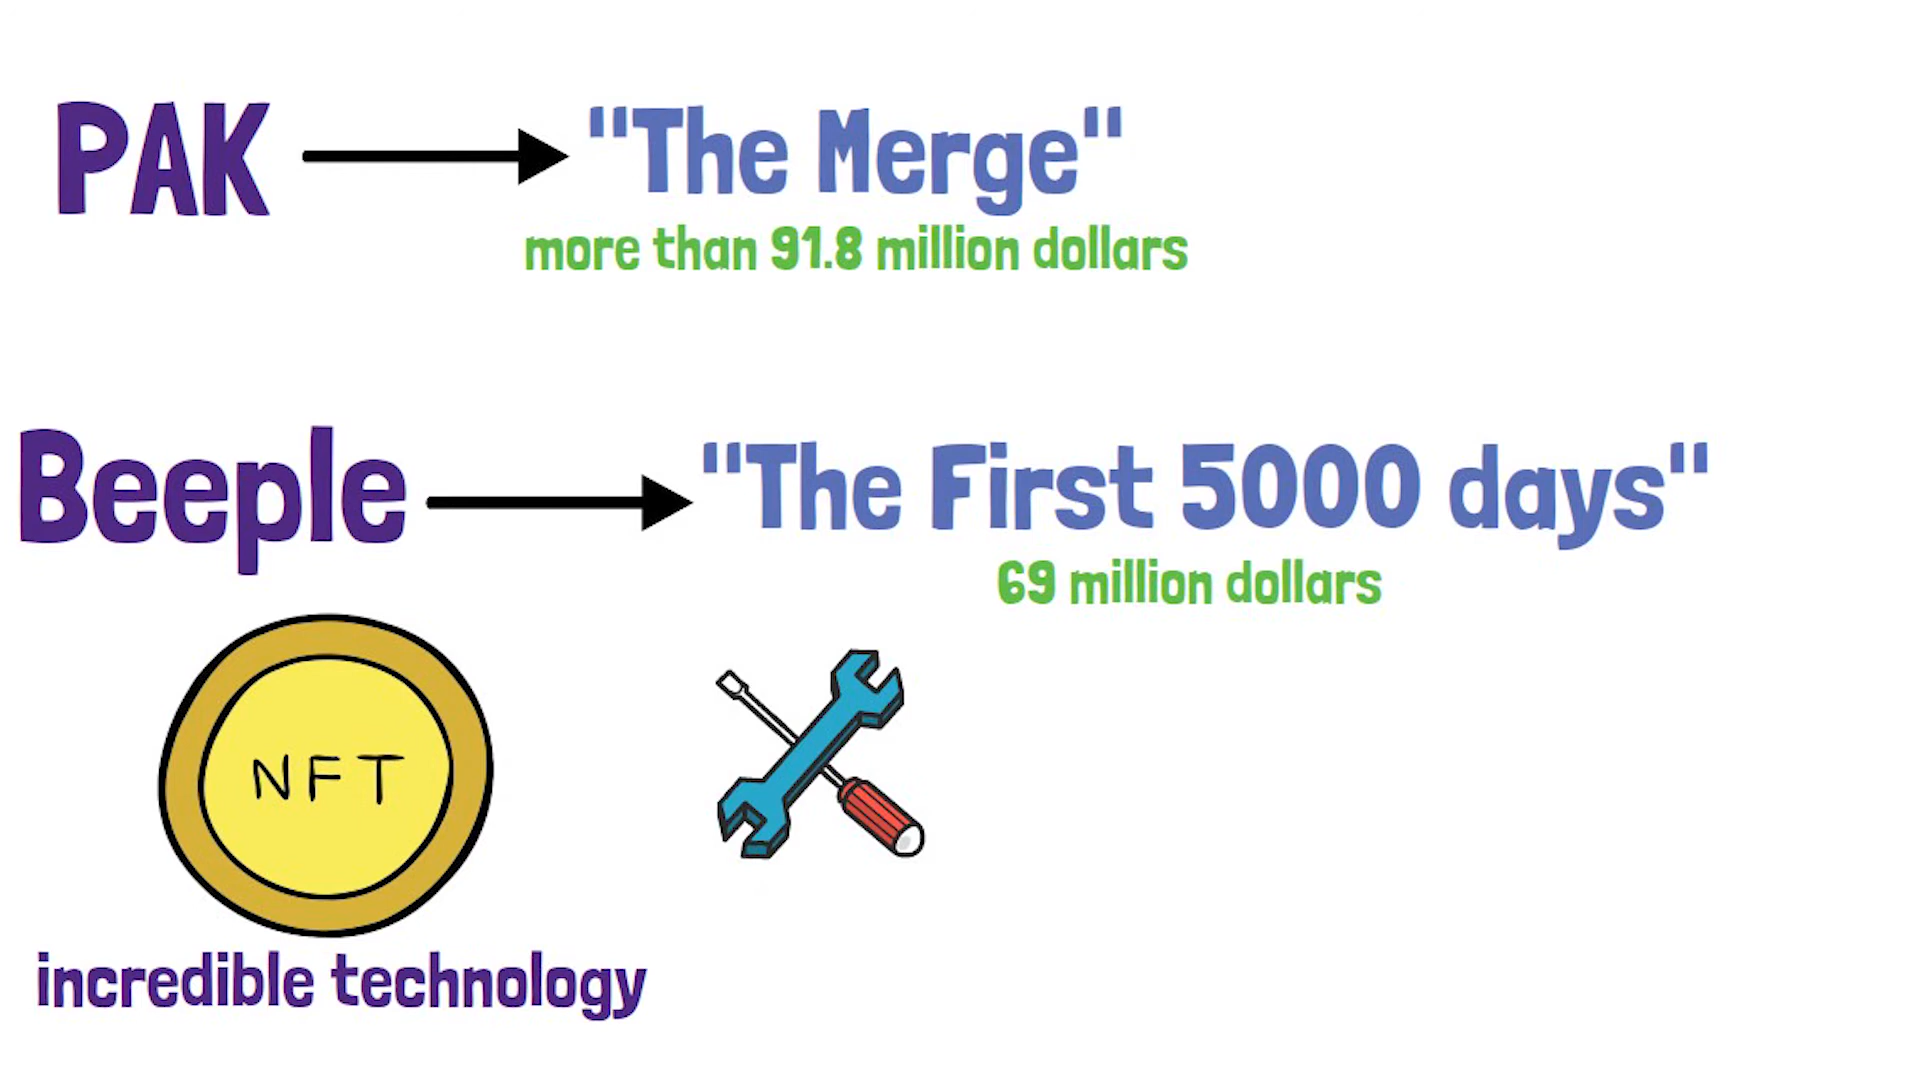 PAK
"The Merge"
more than 91.8 million dollars
Beeple
"The First 5000 days"
69 million dollars
NFT
incredible technology